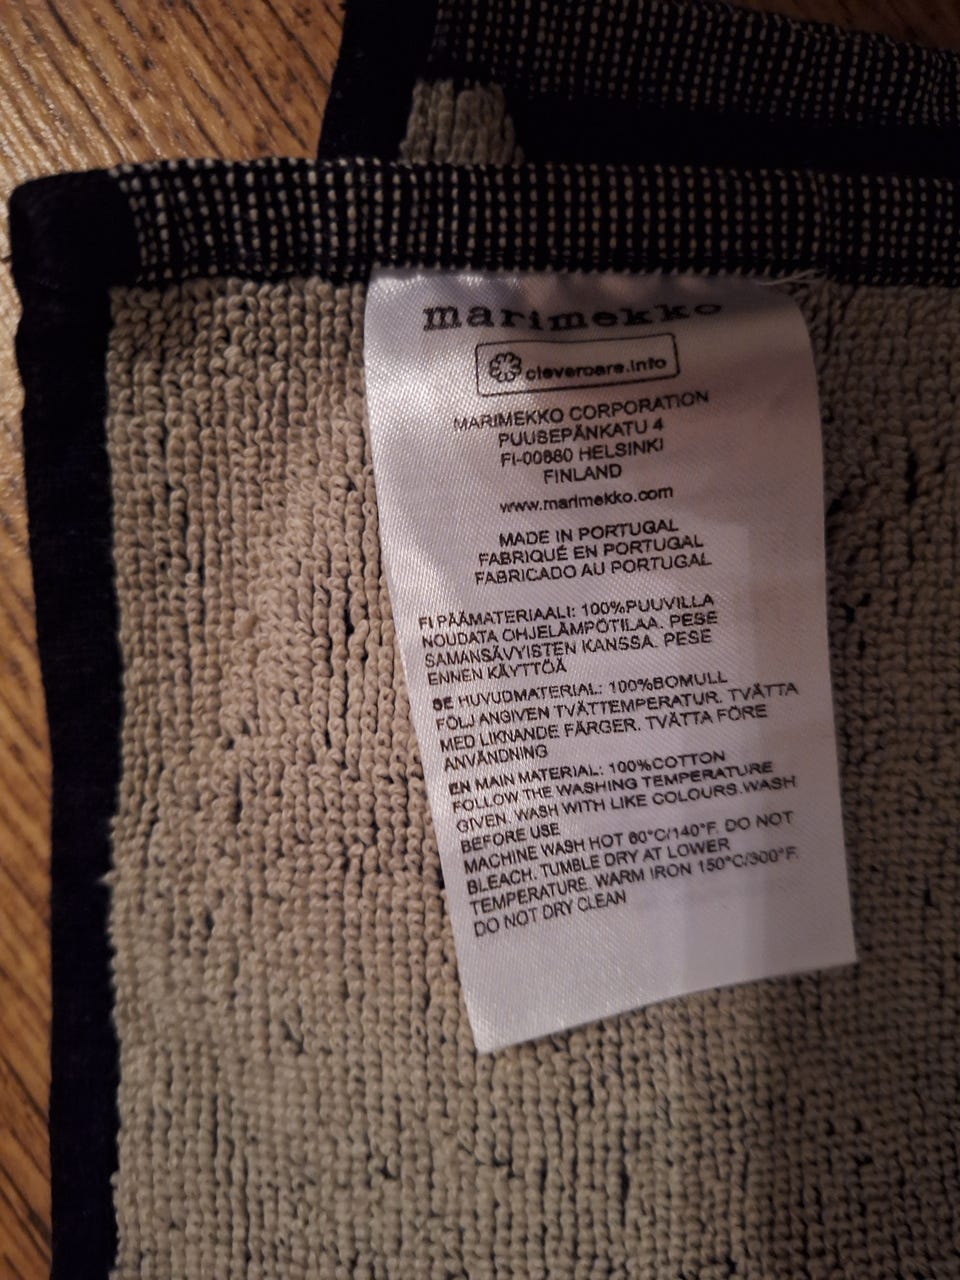 marimekko
clevercare.info
MARIMEKKO CORPORATION
PUUSEPÄNKATU 4
FI-00880 HELSINKI
FINLAND
www.marimekko.com
MADE IN PORTUGAL
FABRIQUÉ EN PORTUGAL
FABRICADO AU PORTUGAL
FI PÄÄMATERIAALI: 100%PUUVILLA
NOUDATA OHJELÄMPÖTILAA. PESE
SAMANSÄVYISTEN KANSSA. PESE
ENNEN KÄYTTÖÄ
SE HUVUDMATERIAL: 100%BOMULL
FÖLJ ANGIVEN TVÄTTEMPERATUR. TVÄTTA
MED LIKNANDE FÄRGER. TVÄTTA FÖRE
ANVÄNDNING
EN MAIN MATERIAL: 100%COTTON
FOLLOW THE WASHING TEMPERATURE
GIVEN. WASH WITH LIKE COLOURS.WASH
BEFORE USE
MACHINE WASH HOT 60°C/140°F. DO NOT
BLEACH. TUMBLE DRY AT LOWER
TEMPERATURE. WARM IRON 150°C/300°F.
DO NOT DRY CLEAN